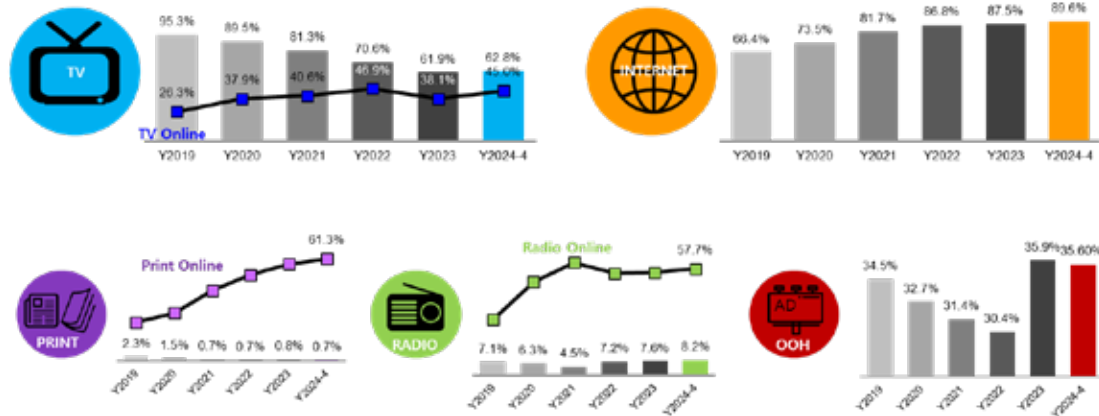 95.3%
89.5%
81.3%
70.6%
61.9%
62.8%
26.3%
37.9%
40.6%
46.9%
38.1%
45.0%
TV
TV Online
Y2019
Y2020
Y2021
Y2022
Y2023
Y2024-4
66.4%
73.5%
81.7%
86.8%
87.5%
89.6%
INTERNET
Y2019
Y2020
Y2021
Y2022
Y2023
Y2024-4
61.3%
Print Online
PRINT
2.3%
1.5%
0.7%
0.7%
0.8%
0.7%
Y2019
Y2020
Y2021
Y2022
Y2023
Y2024-4
Radio Online
57.7%
RADIO
7.1%
6.3%
4.5%
7.2%
7.6%
8.2%
Y2019
Y2020
Y2021
Y2022
Y2023
Y2024-4
34.5%
32.7%
31.4%
30.4%
35.9%
35.60%
AD
OOH
Y2019
Y2020
Y2021
Y2022
Y2023
Y2024-4